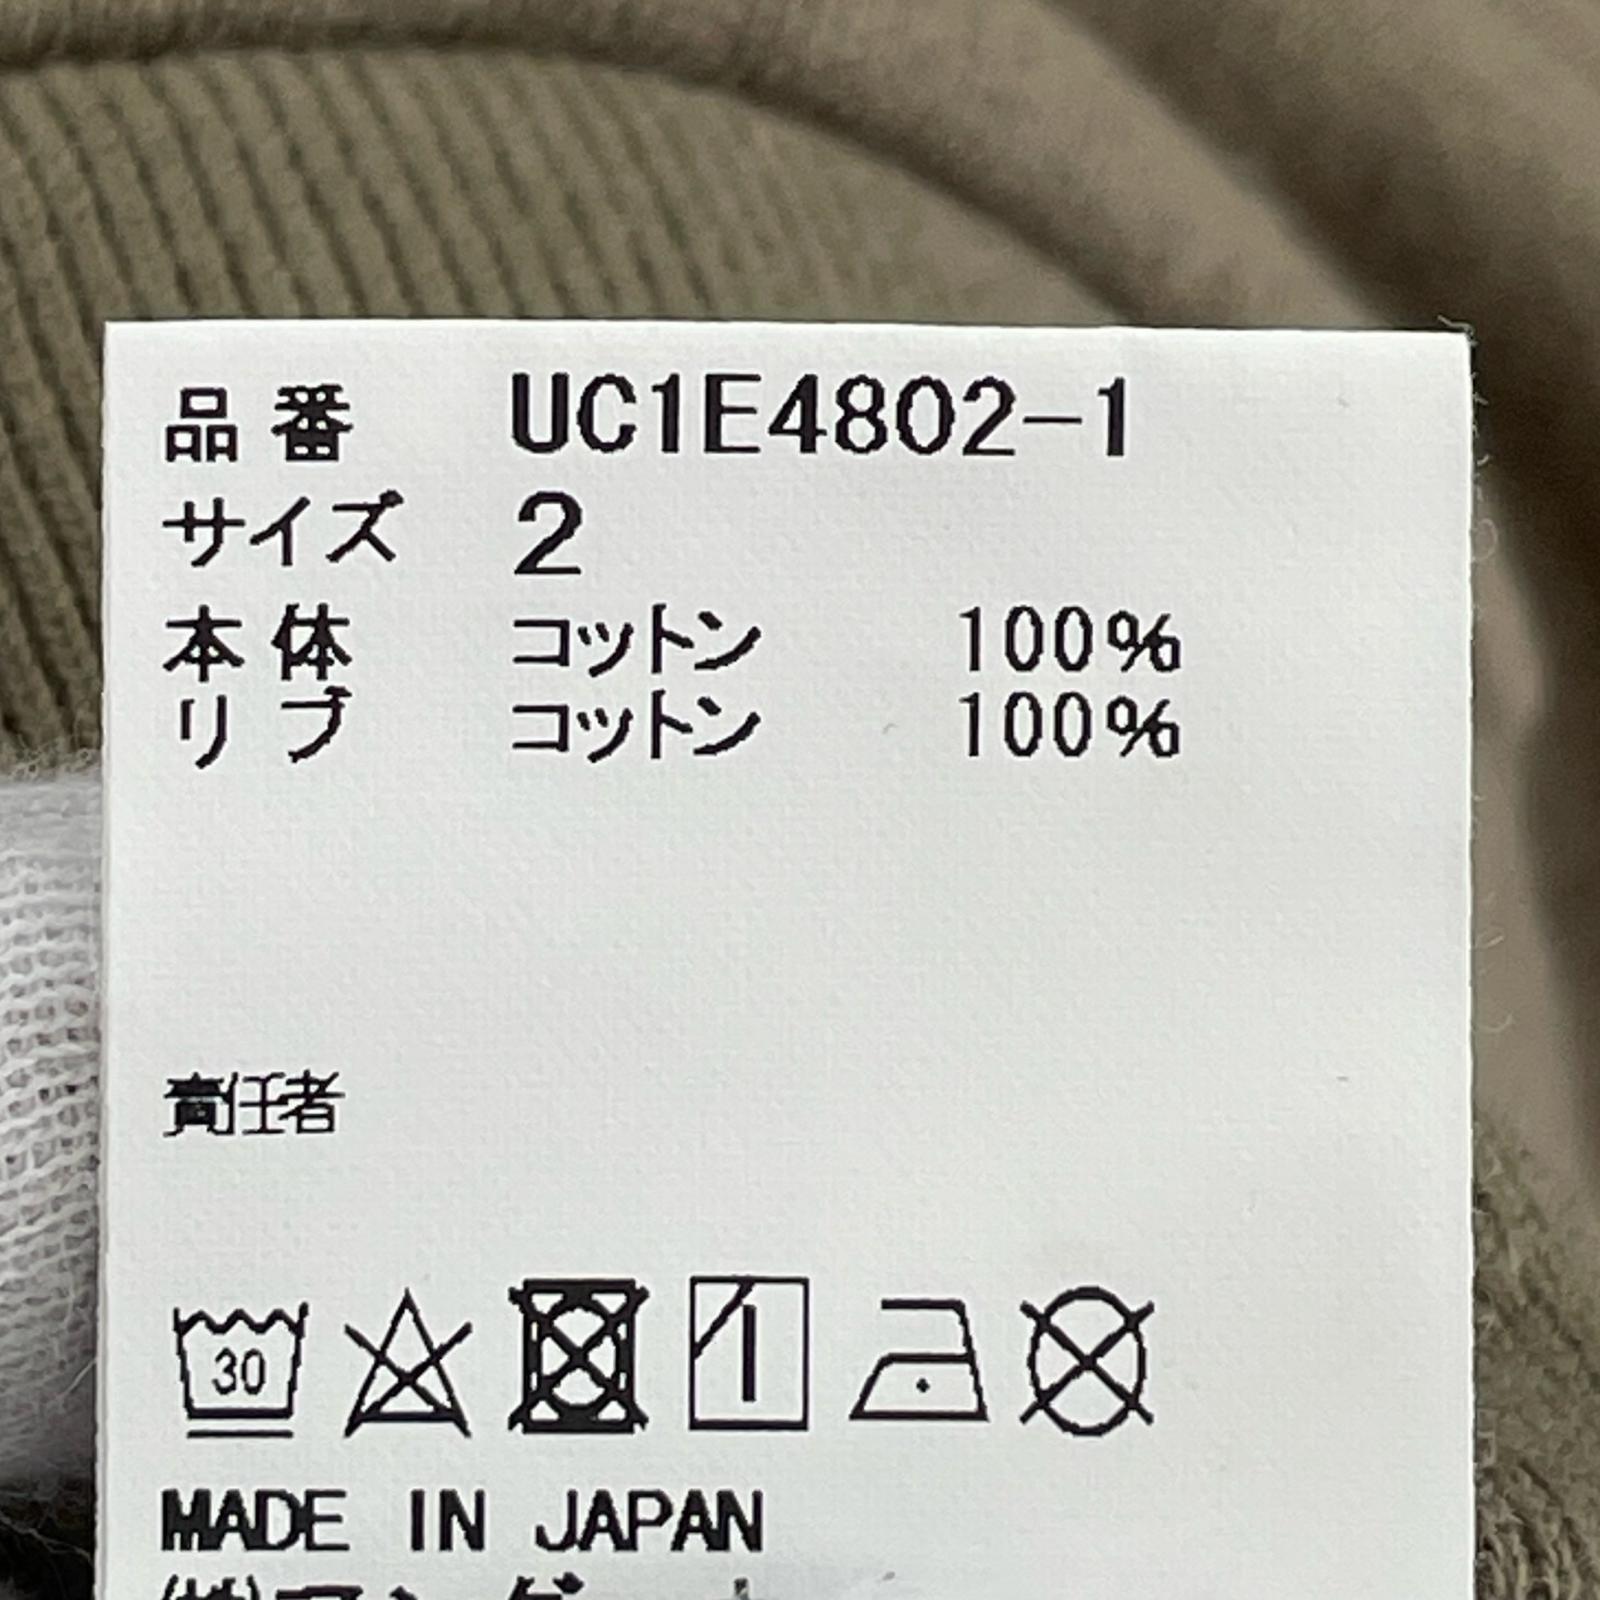 品番 UC1E4802-1
サイズ 2
本体 コットン 100%
リブ コットン 100%
責任者
30
MADE IN JAPAN